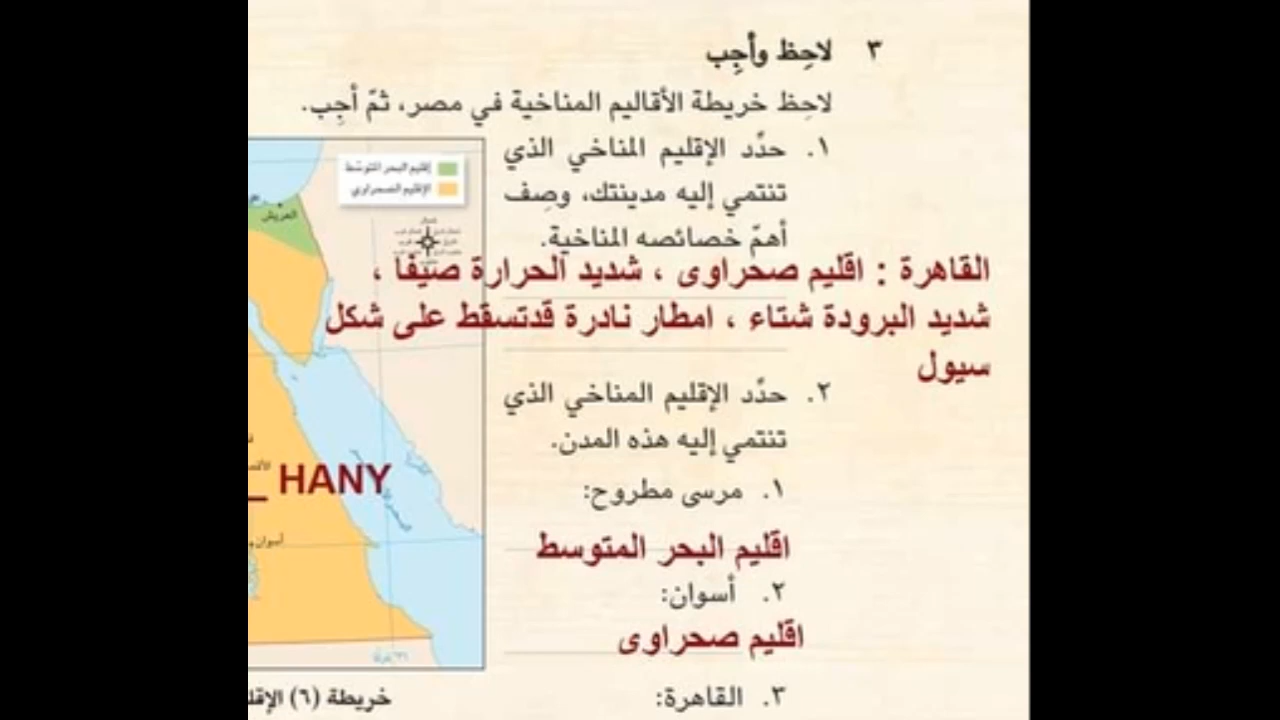 ٣ لاحِظ وأجِب
لاحِظ خريطة الأقاليم المناخية في مصر، ثمّ أجِب.
١. حدِّد الإقليم المناخي الذي
تنتمي إليه مدينتك، وصِف
أهمّ خصائصه المناخية.
القاهرة : اقليم صحراوى ، شديد الحرارة صيفا ،
شديد البرودة شتاء ، امطار نادرة قدتسقط على شكل
سيول
٢. حدِّد الإقليم المناخي الذي
تنتمي إليه هذه المدن.
١. مرسى مطروح:
اقليم البحر المتوسط
٢. أسوان:
اقليم صحراوى
٣. القاهرة:
إقليم البحر المتوسّط
الإقليم الصحراوي
العريش
HANY
أسوان
خريطة (٦) الإقل